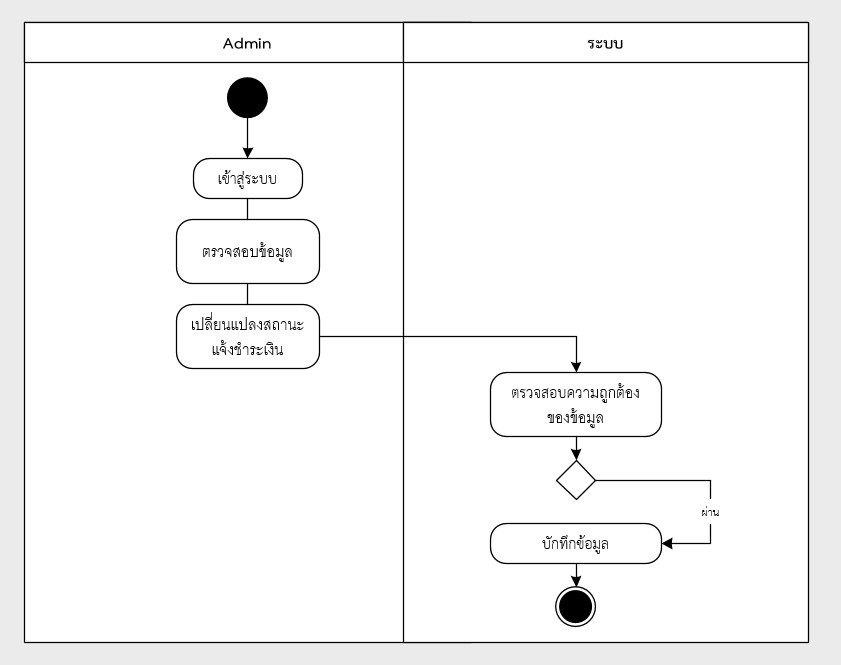 Admin
ระบบ
เข้าสู่ระบบ
ตรวจสอบข้อมูล
เปลี่ยนแปลงสถานะ
แจ้งชำระเงิน
ตรวจสอบความถูกต้อง
ของข้อมูล
ผ่าน
บักทึกข้อมูล